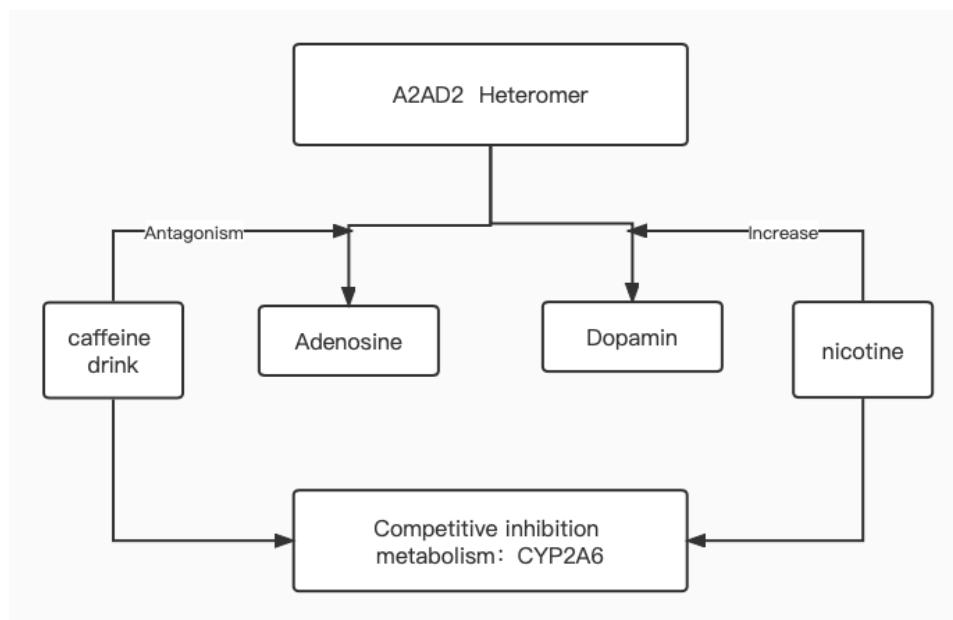 A2AD2 Heteromer
Antagonism
Increase
caffeine
drink
Adenosine
Dopamin
nicotine
Competitive inhibition
metabolism: CYP2A6